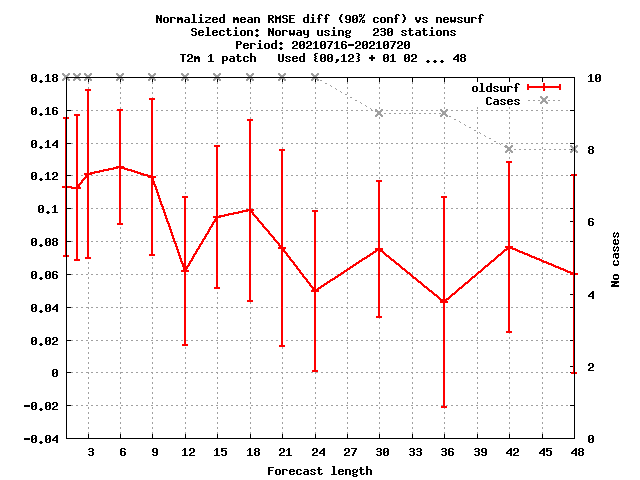 Normalized mean RMSE diff (90% conf) vs newsurf
Selection: Norway using   230 stations
Period: 20210716-20210720
T2m 1 patch   Used {00,12} + 01 02 ... 48
oldsurf
Cases
0.18
0.16
0.14
0.12
0.1
0.08
0.06
0.04
0.02
0
-0.02
-0.04
10
8
6
4
2
0
No cases
3 6 9 12 15 18 21 24 27 30 33 36 39 42 45 48
Forecast length